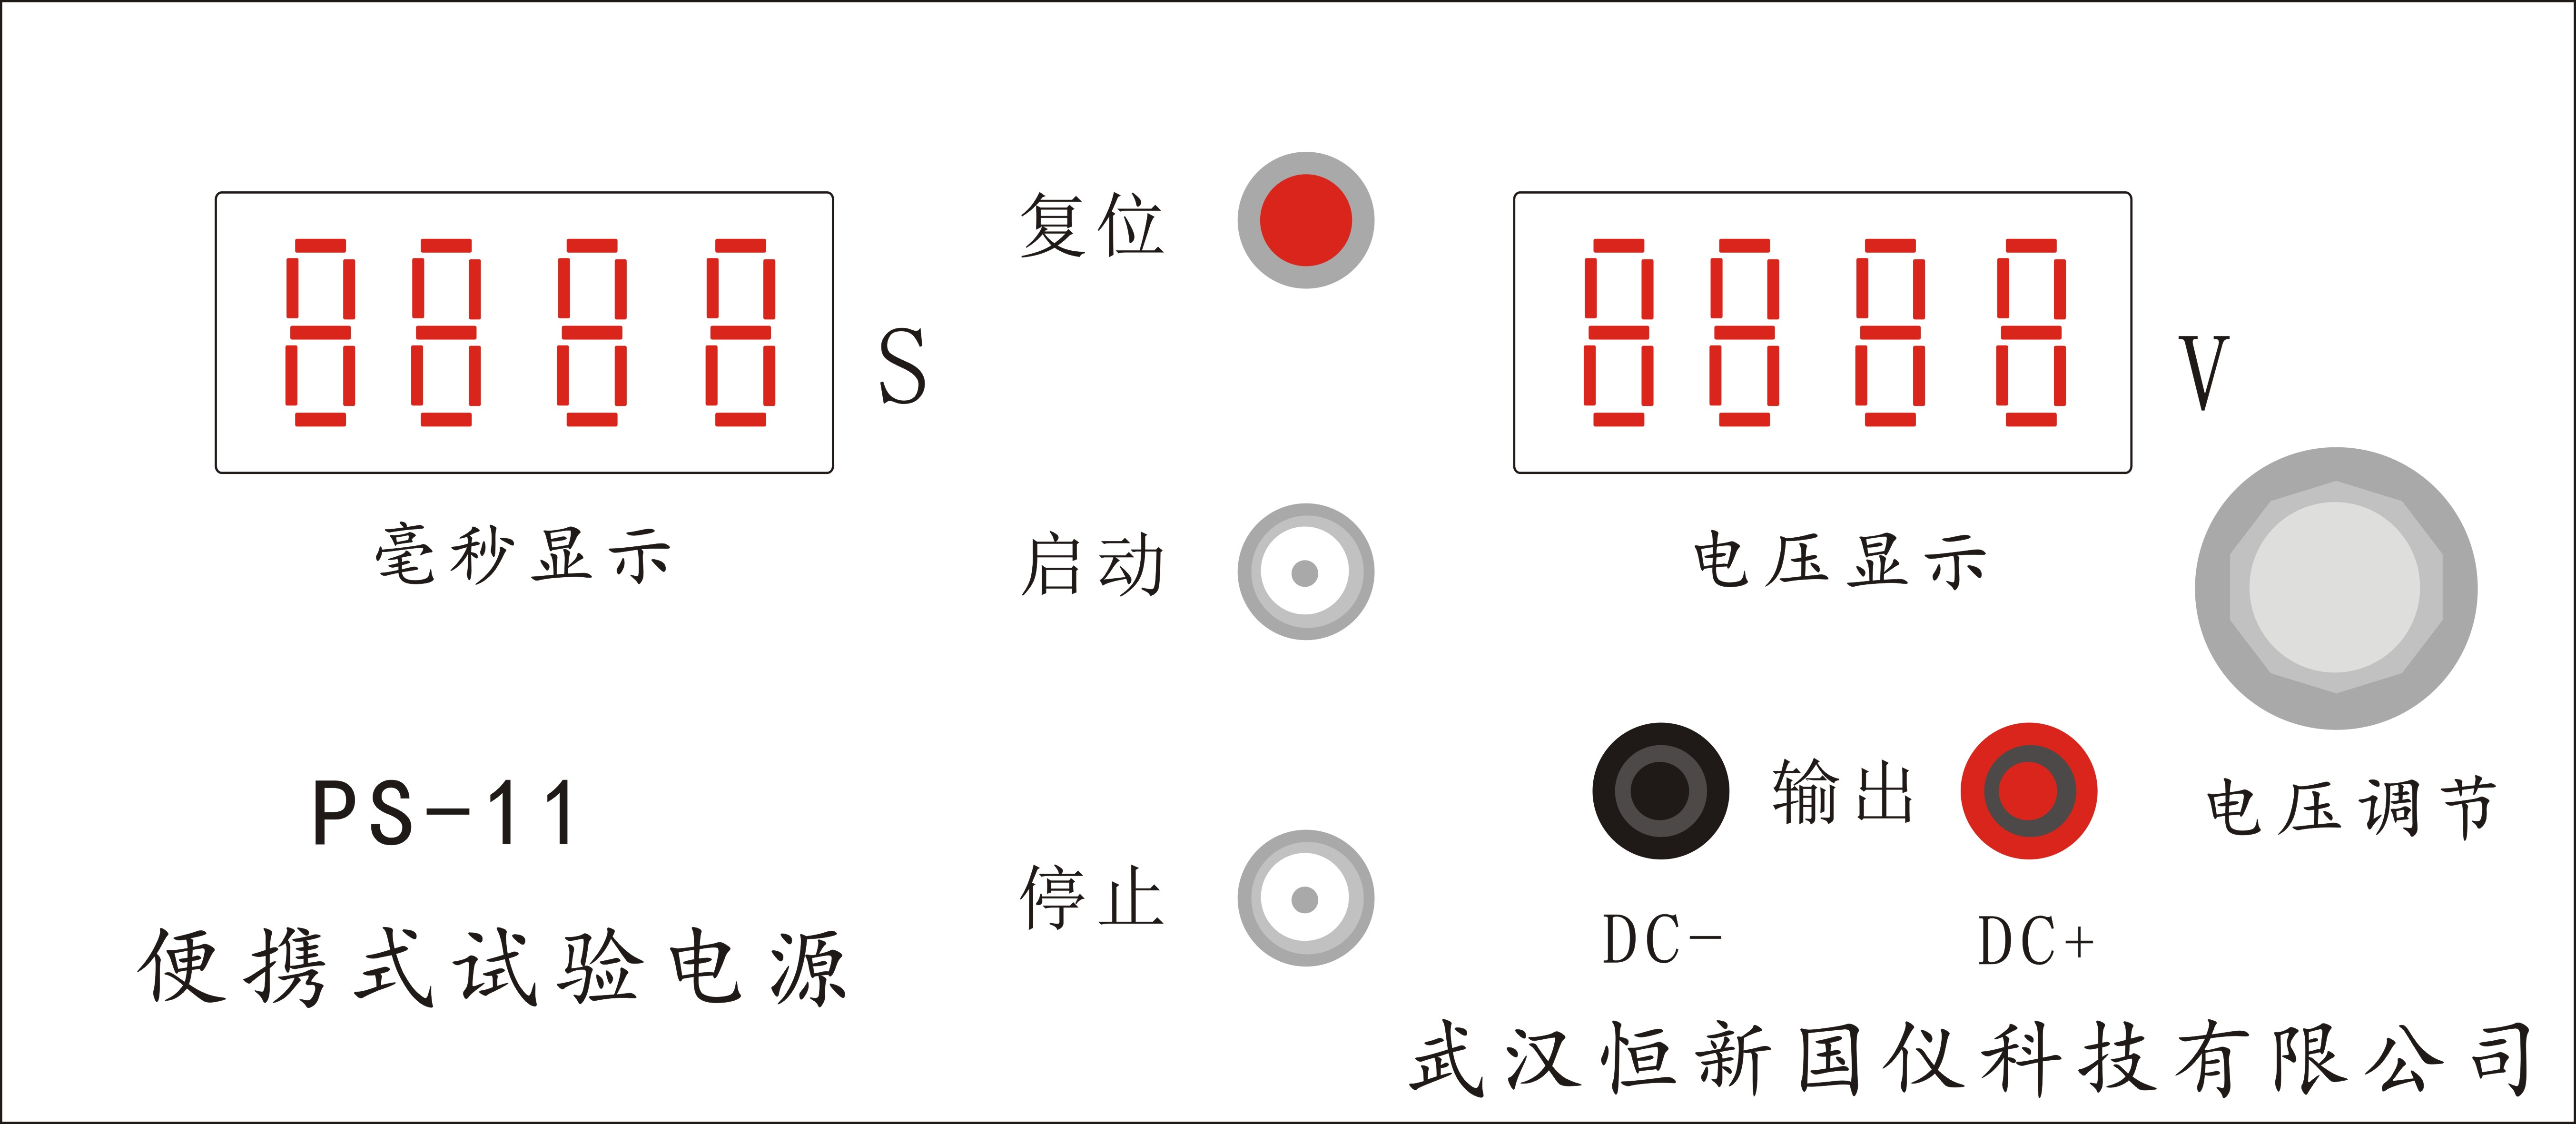 8888
S
毫秒显示
PS-11
便携式试验电源
复位
启动
停止
8888
V
电压显示
输出
DC-
DC+
电压调节
武汉恒新国仪科技有限公司